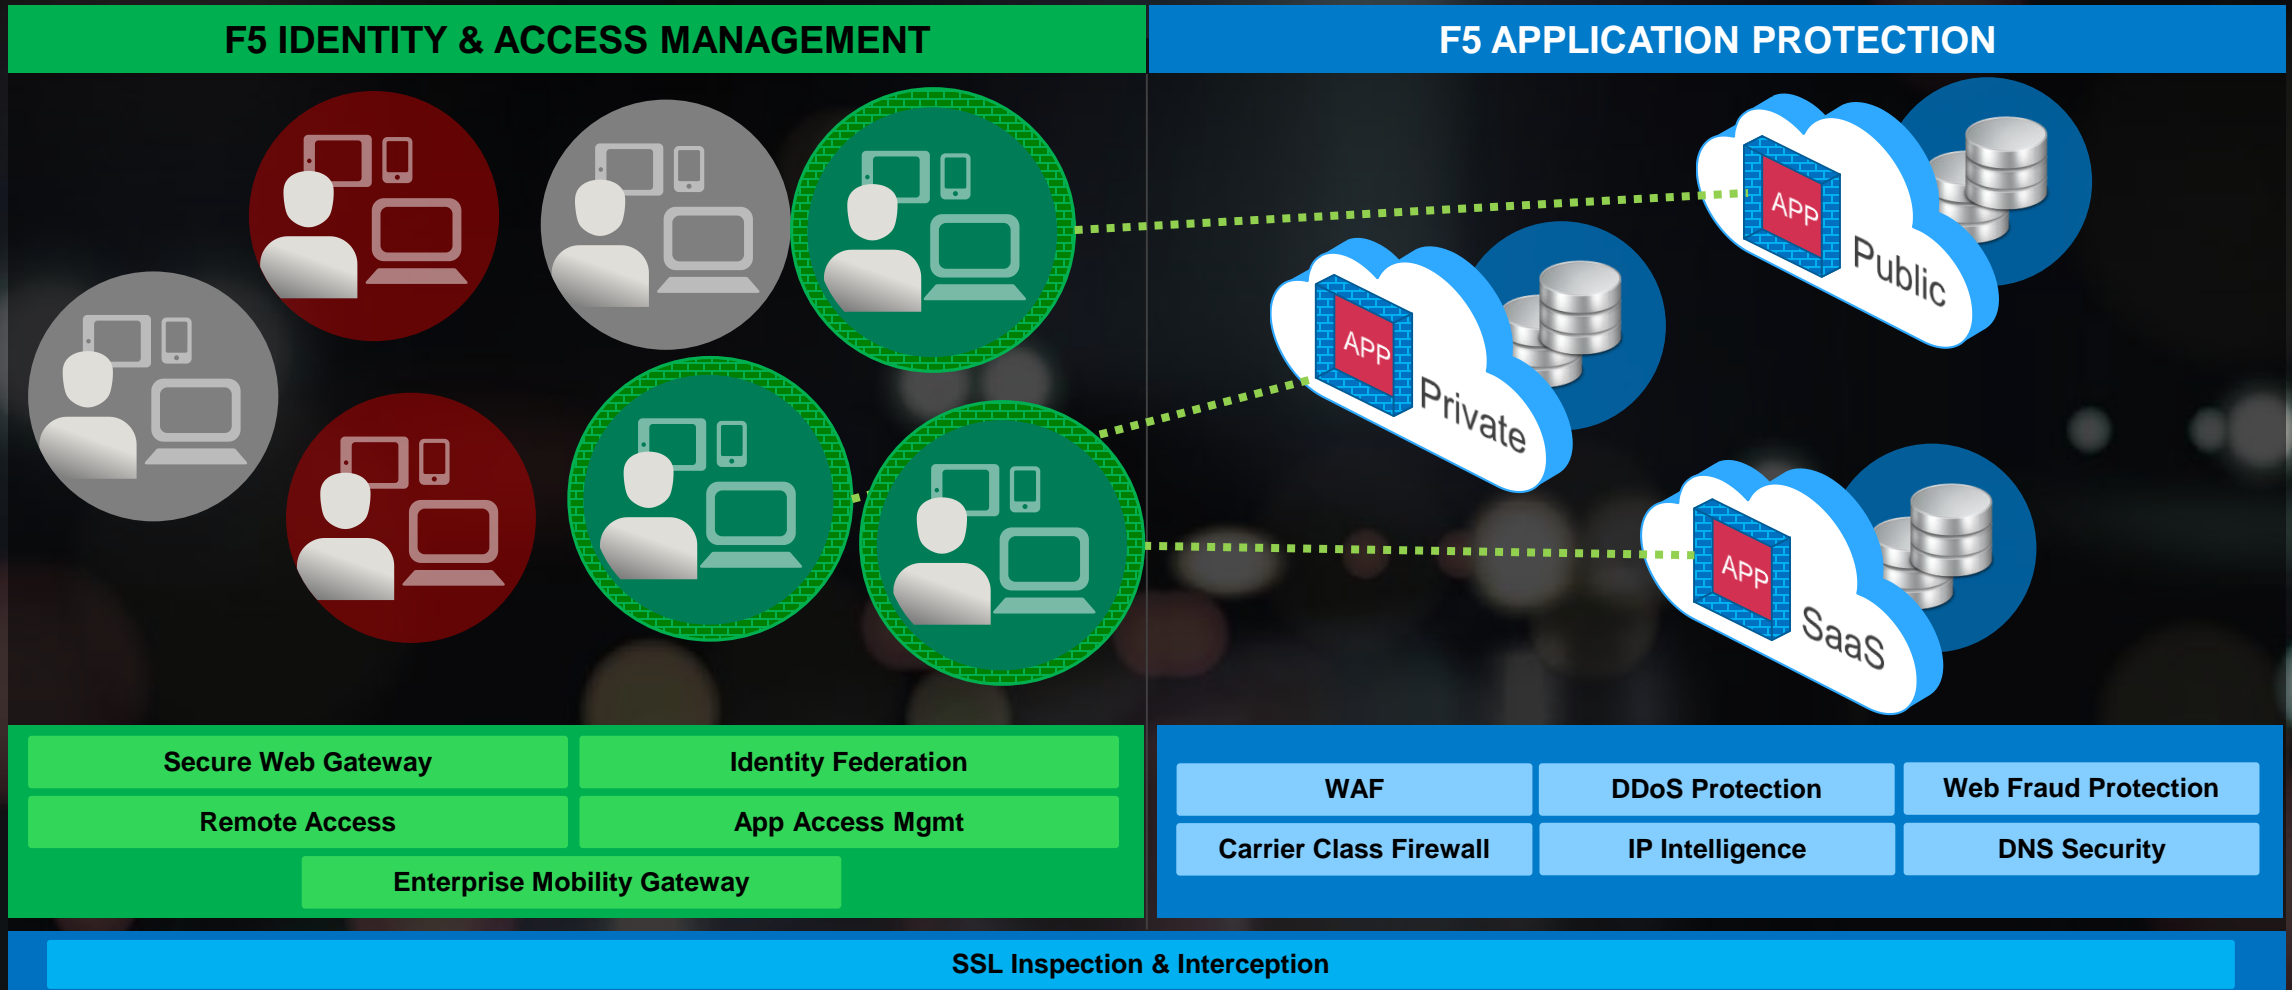 F5 IDENTITY & ACCESS MANAGEMENT
F5 APPLICATION PROTECTION
APP
Public
APP
Private
APP
SaaS
Secure Web Gateway
Identity Federation
Remote Access
App Access Mgmt
Enterprise Mobility Gateway
WAF
DDoS Protection
Web Fraud Protection
Carrier Class Firewall
IP Intelligence
DNS Security
SSL Inspection & Interception